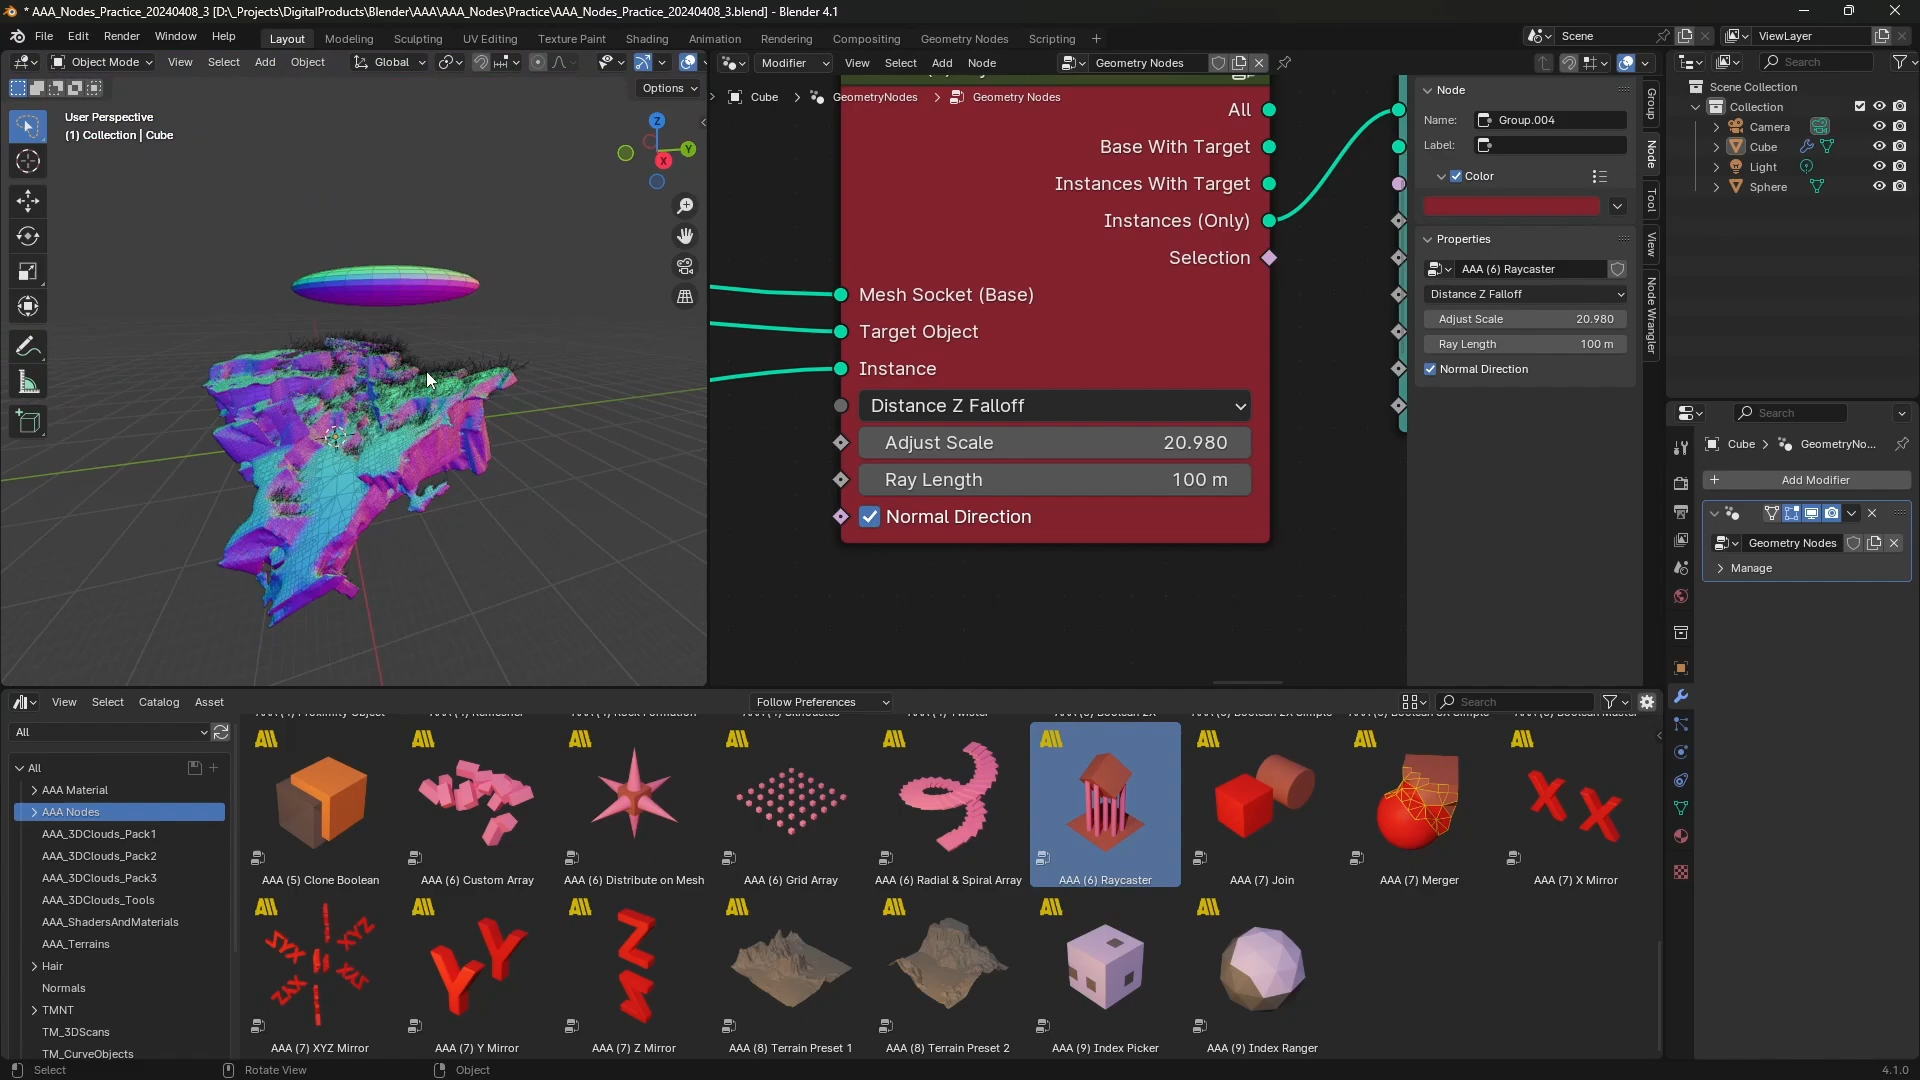 * AAA_Nodes_Practice_20240408_3 [D:\_Projects\DigitalProducts\Blender\AAA\AAA_Nodes\Practice\AAA_Nodes_Practice_20240408_3.blend] - Blender 4.1
File Edit Render Window Help
Layout Modeling Sculpting UV Editing Texture Paint Shading Animation Rendering Compositing Geometry Nodes Scripting +
Scene
ViewLayer
Object Mode View Select Add Object Global
Options
User Perspective
(1) Collection | Cube
Z
Y
X
Modifier View Select Add Node Geometry Nodes
Cube > GeometryNodes > Geometry Nodes
All
Base With Target
Instances With Target
Instances (Only)
Selection
Mesh Socket (Base)
Target Object
Instance
Distance Z Falloff
Adjust Scale 20.980
Ray Length 100 m
Normal Direction
Node
Name: Group.004
Label:
Color
Properties
AAA (6) Raycaster
Distance Z Falloff
Adjust Scale 20.980
Ray Length 100 m
Normal Direction
Group
Node
Tool
View
Node Wrangler
Search
Scene Collection
Collection
Camera
Cube
Light
Sphere
Search
Cube > GeometryNo...
Add Modifier
Geometry Nodes
Manage
View Select Catalog Asset
Follow Preferences
Search
All
All
AAA Material
AAA Nodes
AAA_3DClouds_Pack1
AAA_3DClouds_Pack2
AAA_3DClouds_Pack3
AAA_3DClouds_Tools
AAA_ShadersAndMaterials
AAA_Terrains
Hair
Normals
TMNT
TM_3DScans
TM_CurveObjects
AAA (5) Clone Boolean
AAA (6) Custom Array
AAA (6) Distribute on Mesh
AAA (6) Grid Array
AAA (6) Radial & Spiral Array
AAA (6) Raycaster
AAA (7) Join
AAA (7) Merger
AAA (7) X Mirror
AAA (7) XYZ Mirror
AAA (7) Y Mirror
AAA (7) Z Mirror
AAA (8) Terrain Preset 1
AAA (8) Terrain Preset 2
AAA (9) Index Picker
AAA (9) Index Ranger
Select
Rotate View
Object
4.1.0